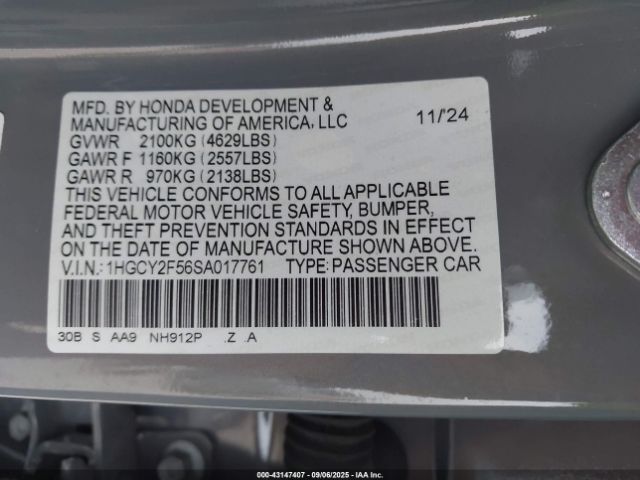 MFD. BY HONDA DEVELOPMENT &
MANUFACTURING OF AMERICA, LLC 11/'24
GVWR 2100KG (4629LBS)
GAWR F 1160KG (2557LBS)
GAWR R 970KG (2138LBS)
THIS VEHICLE CONFORMS TO ALL APPLICABLE
FEDERAL MOTOR VEHICLE SAFETY, BUMPER,
AND THEFT PREVENTION STANDARDS IN EFFECT
ON THE DATE OF MANUFACTURE SHOWN ABOVE.
V.I.N.: 1HGCY2F56SA017761 TYPE: PASSENGER CAR
30B S AA9 NH912P .Z .A
000-43147407 - 09/06/2025 - IAA Inc.